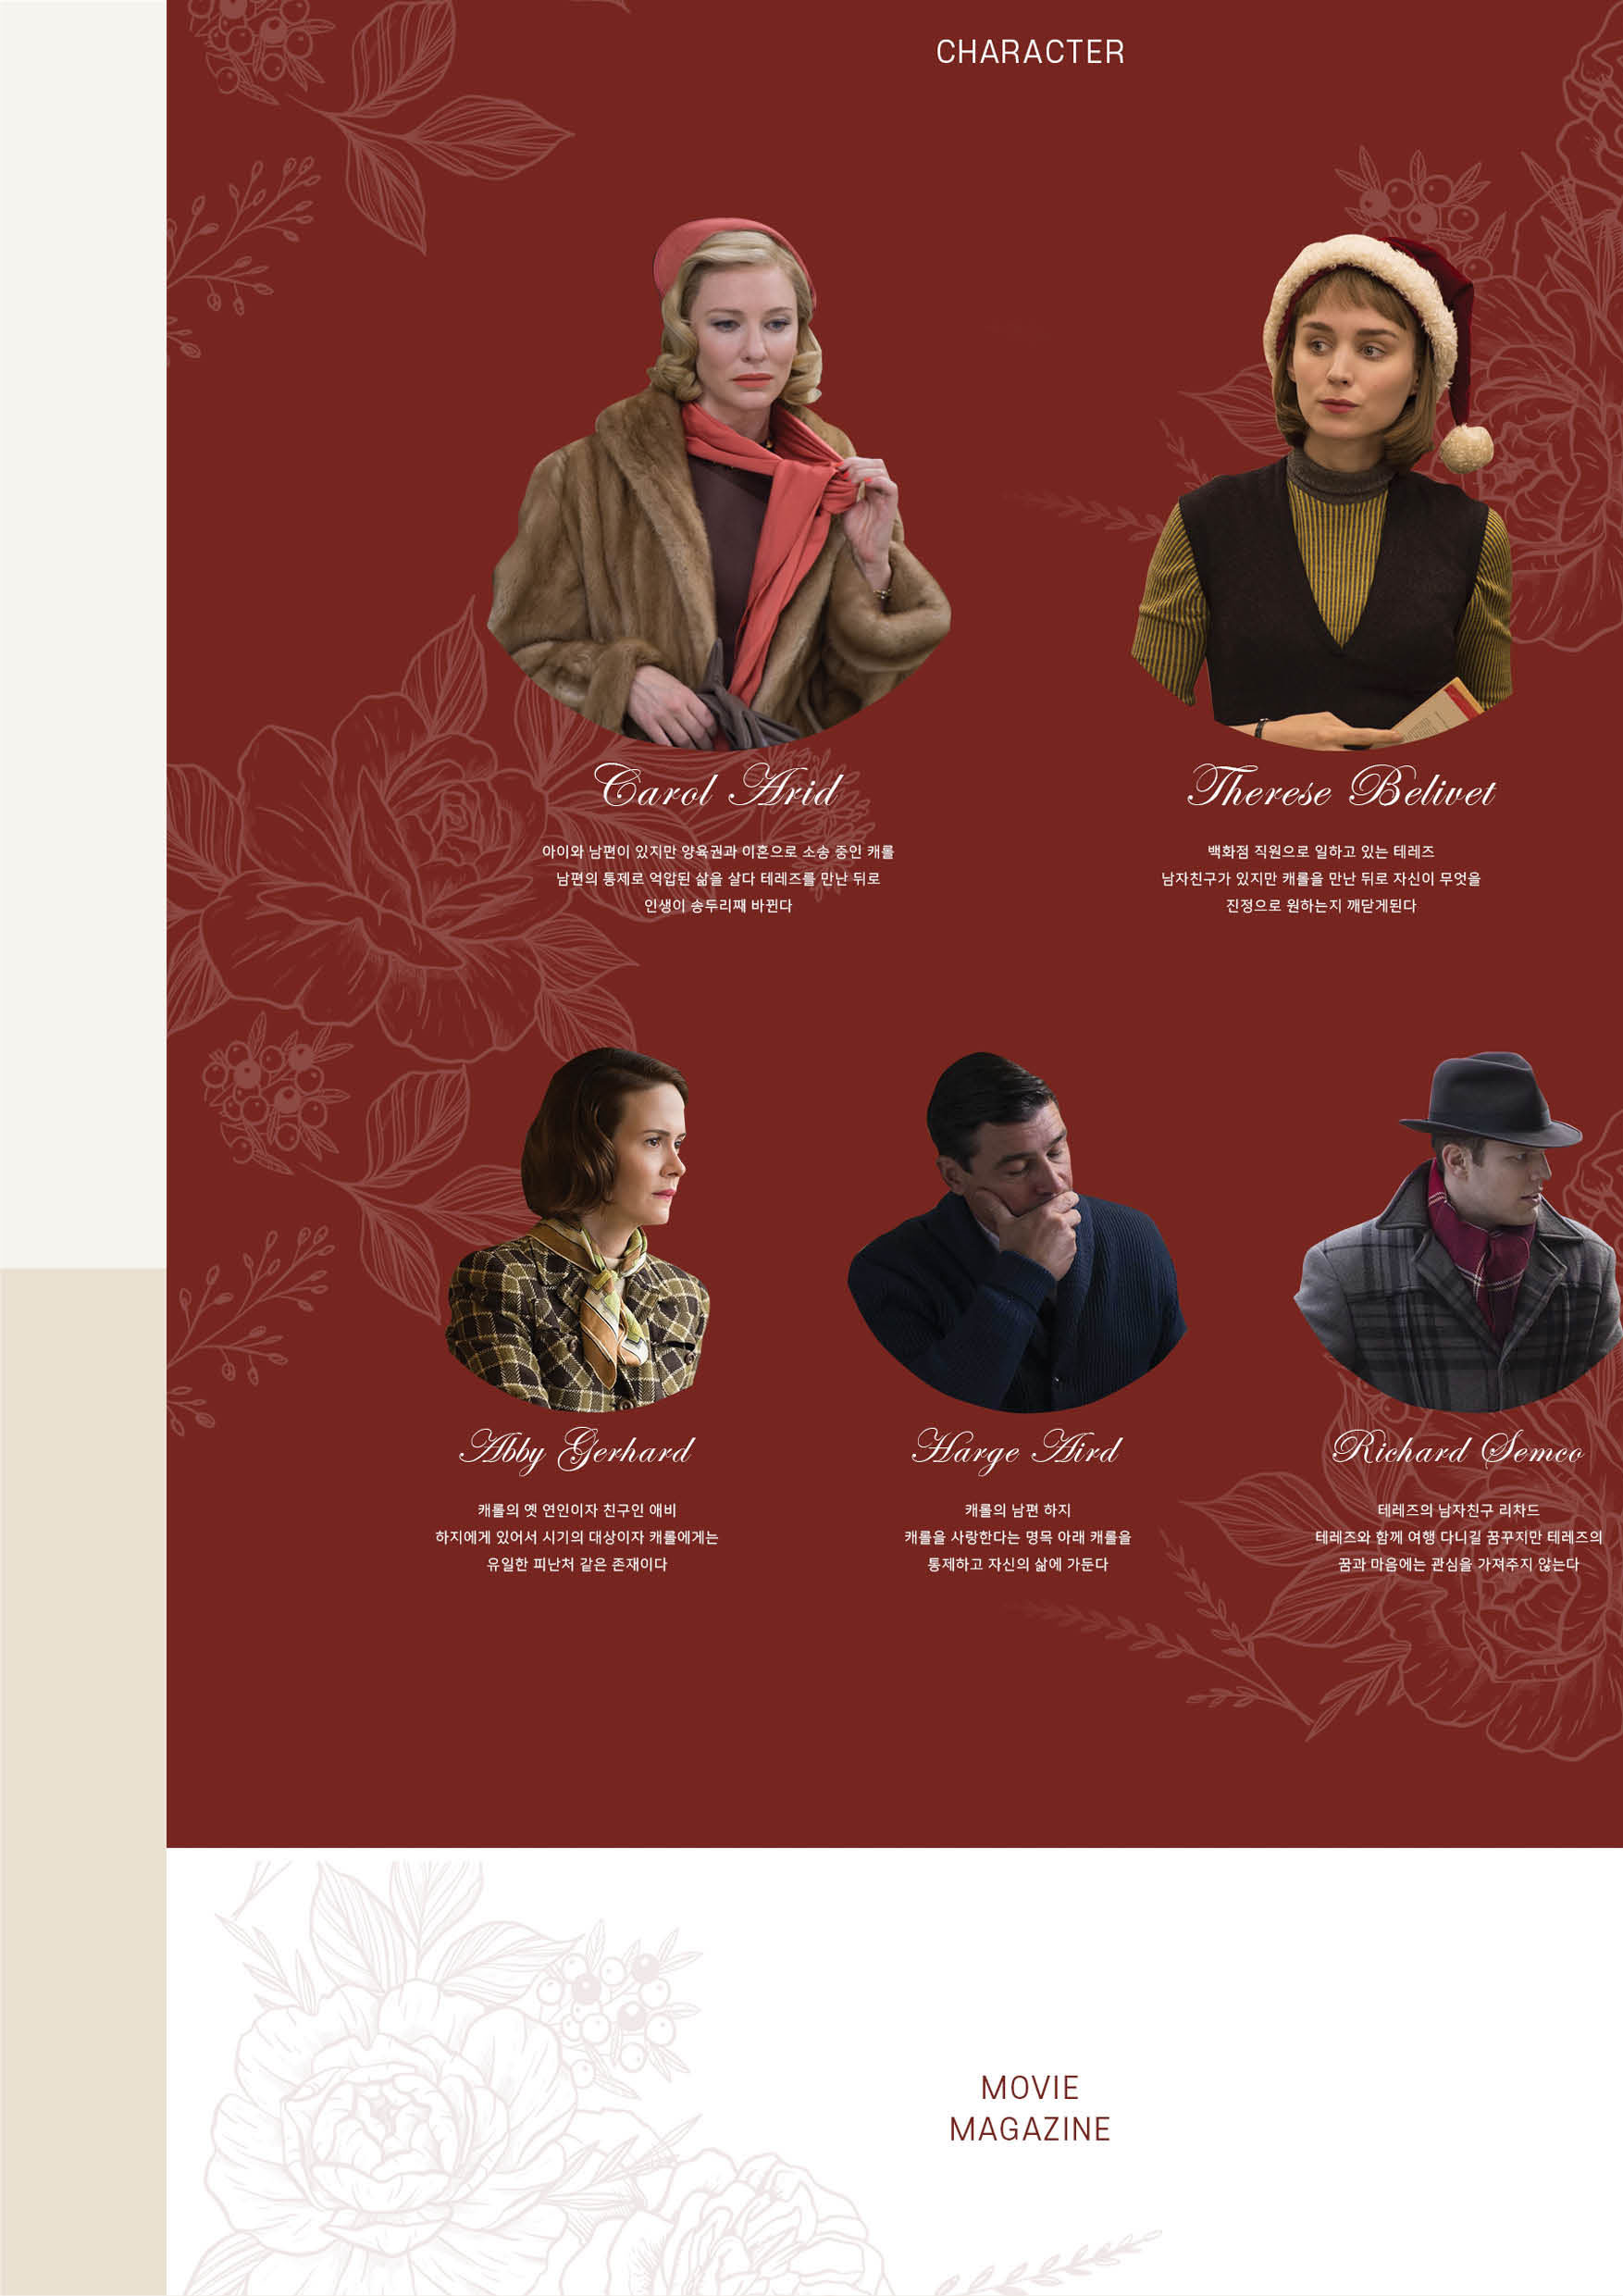 CHARACTER
Carol Arid
아이와 남편이 있지만 양육권과 이혼으로 소송 중인 캐롤
남편의 통제로 억압된 삶을 살다 테레즈를 만난 뒤로
인생이 송두리째 바뀐다
Therese Belivet
백화점 직원으로 일하고 있는 테레즈
남자친구가 있지만 캐롤을 만난 뒤로 자신이 무엇을
진정으로 원하는지 깨닫게된다
Abby Gerhard
캐롤의 옛 연인이자 친구인 애비
하지에게 있어서 시기의 대상이자 캐롤에게는
유일한 피난처 같은 존재이다
Harge Aird
캐롤의 남편 하지
캐롤을 사랑한다는 명목 아래 캐롤을
통제하고 자신의 삶에 가둔다
Richard Semco
테레즈의 남자친구 리차드
테레즈와 함께 여행 다니길 꿈꾸지만 테레즈의
꿈과 마음에는 관심을 가져주지 않는다
MOVIE
MAGAZINE